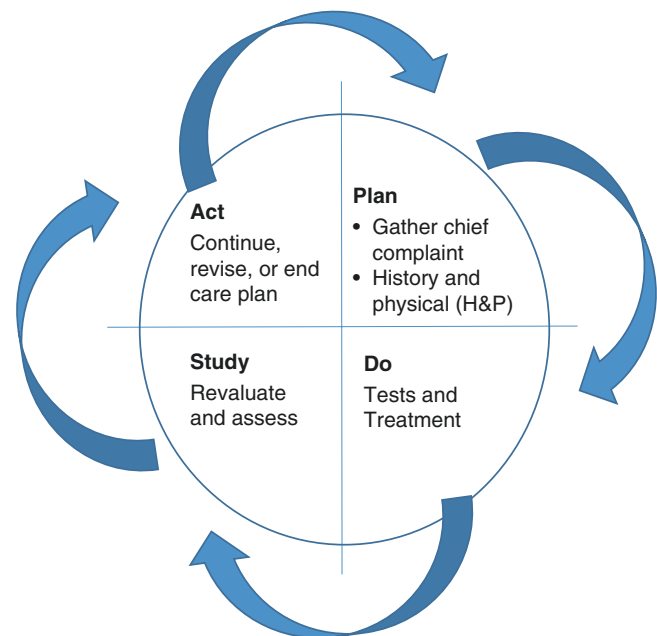 Act
Continue,
revise, or end
care plan
Plan
• Gather chief
complaint
• History and
physical (H&P)
Study
Revaluate
and assess
Do
Tests and
Treatment